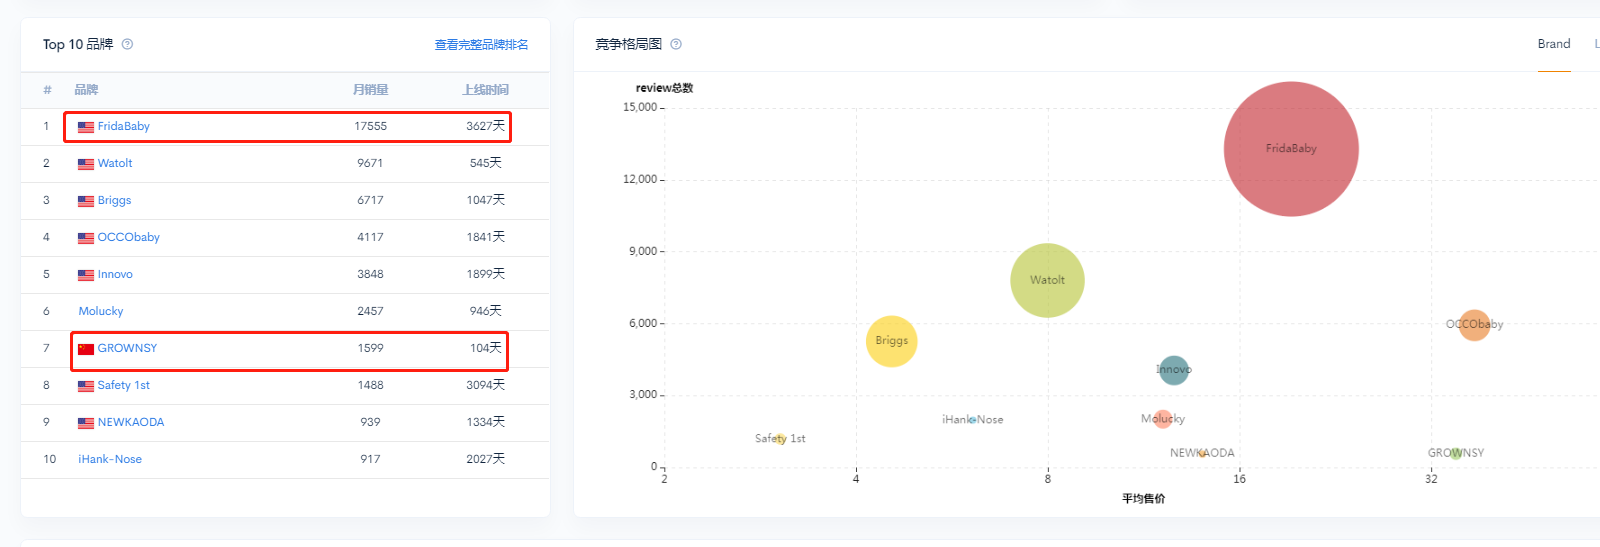 Top 10 品牌
查看完整品牌排名
# 品牌 月销量 上线时间
1 FridaBaby 17555 3627天
2 Watolt 9671 545天
3 Briggs 6717 1047天
4 OCCObaby 4117 1841天
5 Innovo 3848 1899天
6 Molucky 2457 946天
7 GROWNSY 1599 104天
8 Safety 1st 1488 3094天
9 NEWKAODA 939 1334天
10 iHank-Nose 917 2027天
竞争格局图
Brand
review总数
15,000
12,000
9,000
6,000
3,000
0
FridaBaby
Watolt
Briggs
OCCObaby
Innovo
iHank-Nose
Molucky
Safety 1st
NEWKAODA
GROWNSY
2 4 8 16 32
平均售价